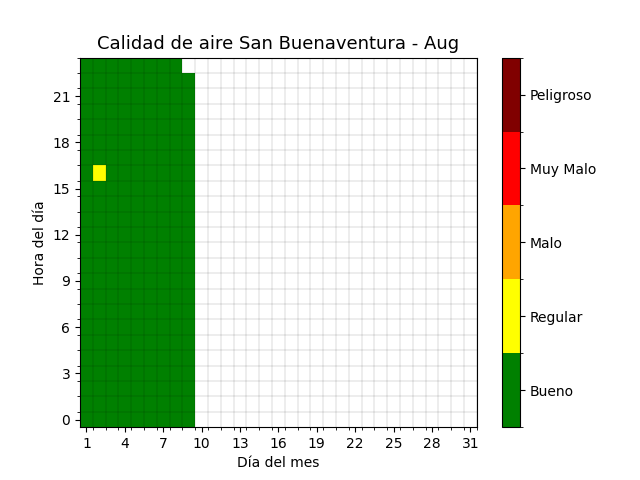 Calidad de aire San Buenaventura - Aug
Hora del día
21
18
15
12
9
6
3
0
1 4 7 10 13 16 19 22 25 28 31
Día del mes
Peligroso
Muy Malo
Malo
Regular
Bueno